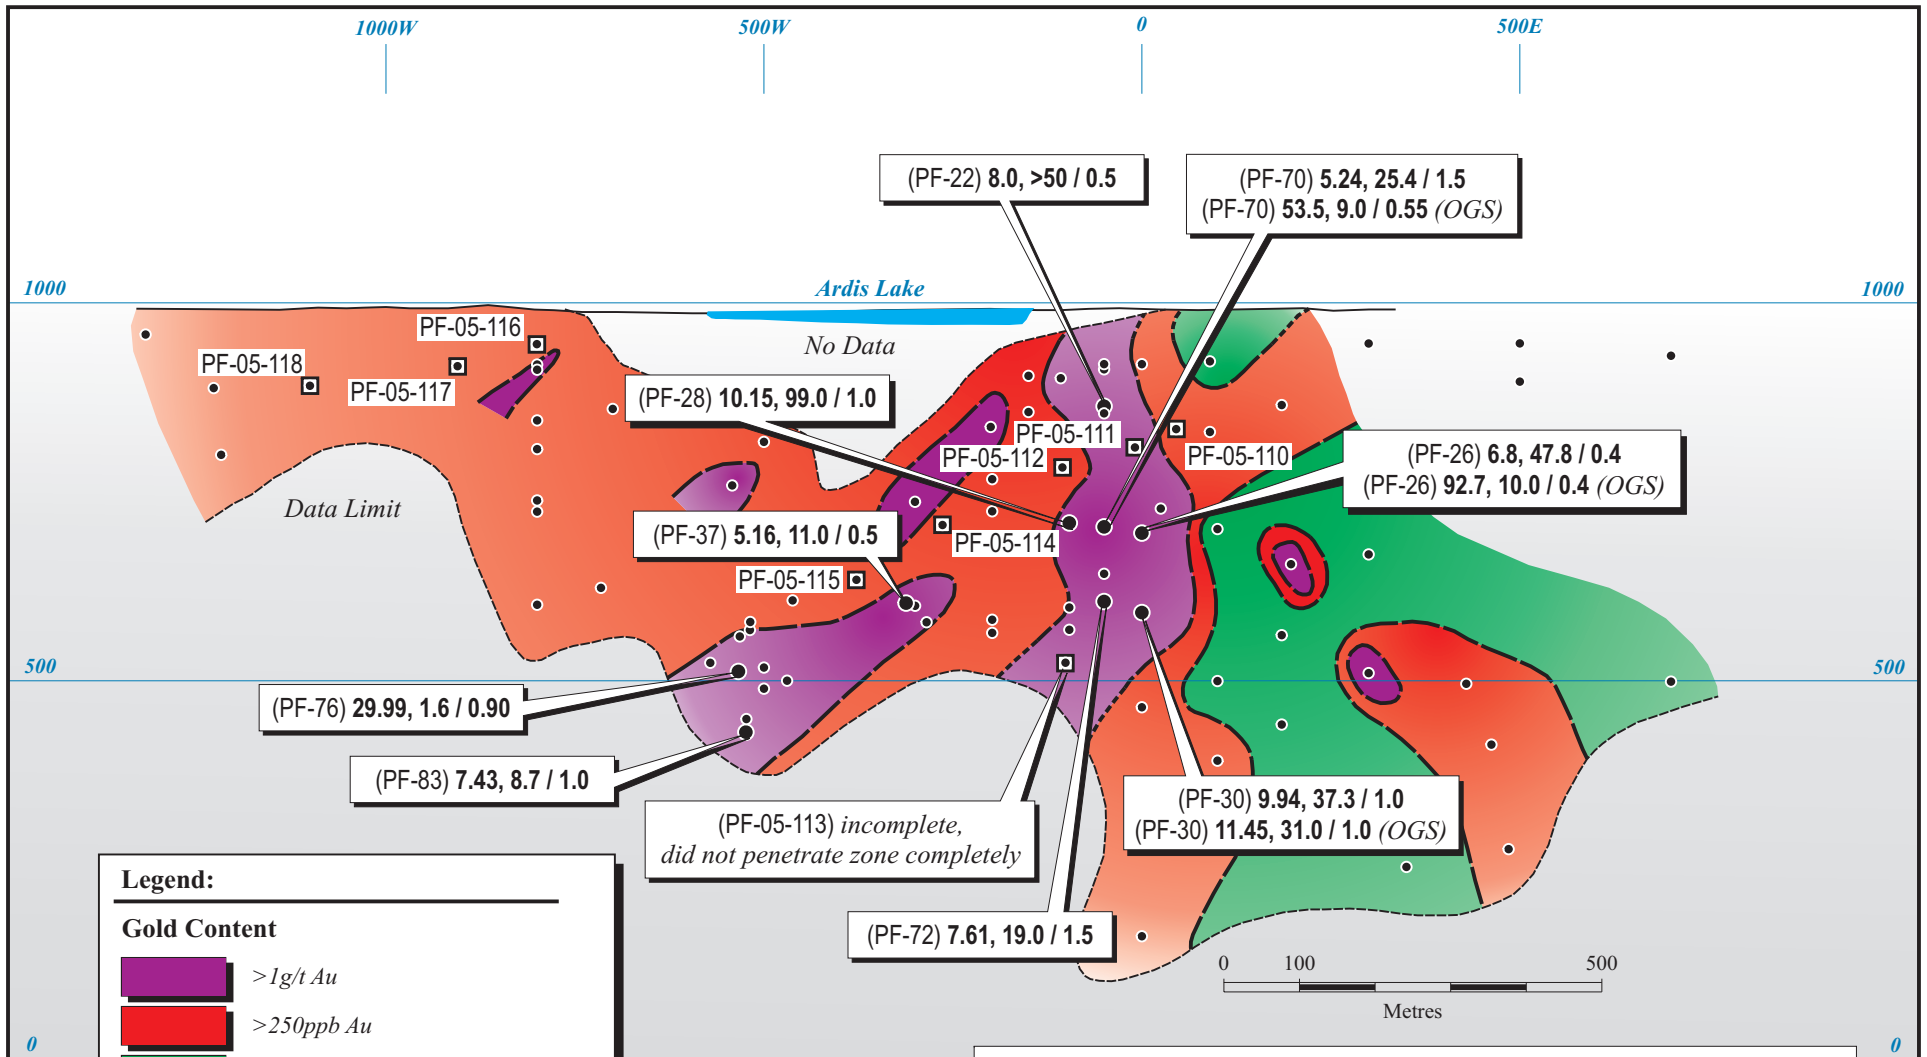 1000W
500W
0
500E
(PF-22) 8.0, >50 / 0.5
(PF-70) 5.24, 25.4 / 1.5
(PF-70) 53.5, 9.0 / 0.55 (OGS)
1000
Ardis Lake
1000
No Data
PF-05-116
PF-05-118
PF-05-117
(PF-28) 10.15, 99.0 / 1.0
PF-05-111
PF-05-112
PF-05-110
(PF-26) 6.8, 47.8 / 0.4
(PF-26) 92.7, 10.0 / 0.4 (OGS)
Data Limit
(PF-37) 5.16, 11.0 / 0.5
PF-05-114
PF-05-115
500
500
(PF-76) 29.99, 1.6 / 0.90
(PF-83) 7.43, 8.7 / 1.0
(PF-05-113) incomplete,
did not penetrate zone completely
(PF-30) 9.94, 37.3 / 1.0
(PF-30) 11.45, 31.0 / 1.0 (OGS)
(PF-72) 7.61, 19.0 / 1.5
Legend:
Gold Content
>1g/t Au
>250ppb Au
0 100 500
Metres
0
0